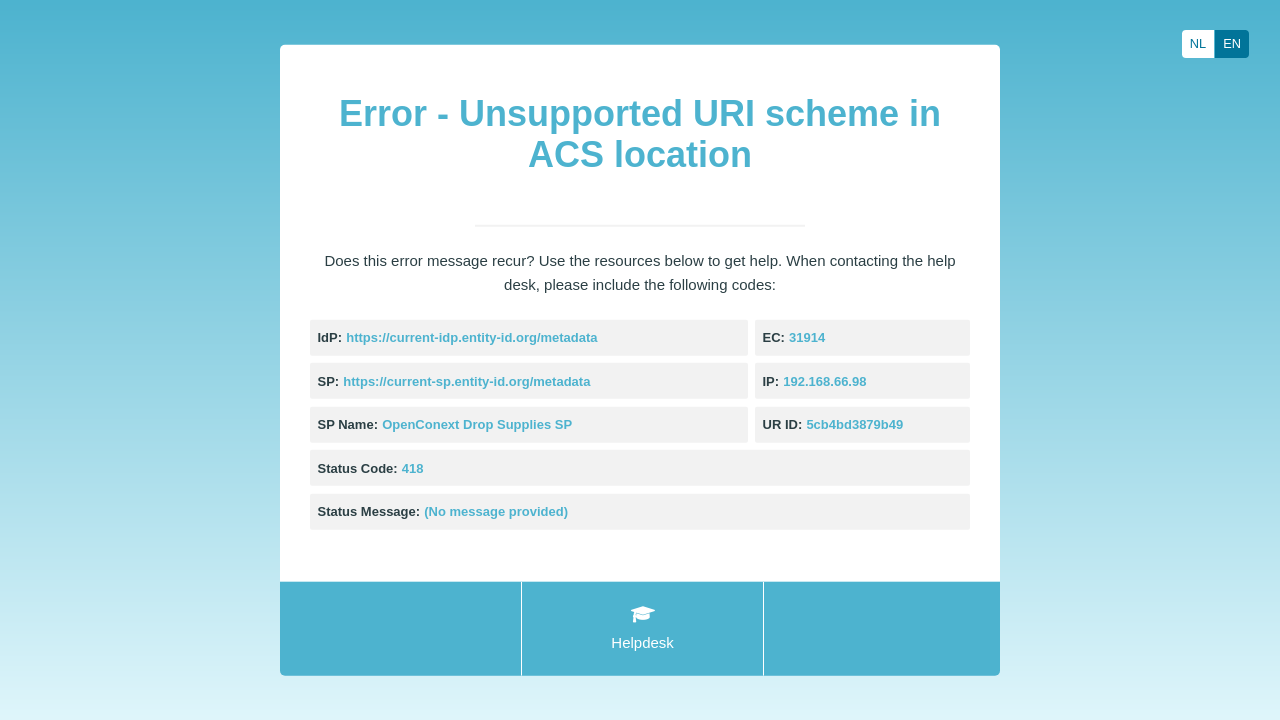 NL EN
Error - Unsupported URI scheme in
ACS location
Does this error message recur? Use the resources below to get help. When contacting the help
desk, please include the following codes:
IdP: https://current-idp.entity-id.org/metadata
EC: 31914
SP: https://current-sp.entity-id.org/metadata
IP: 192.168.66.98
SP Name: OpenConext Drop Supplies SP
UR ID: 5cb4bd3879b49
Status Code: 418
Status Message: (No message provided)
Helpdesk